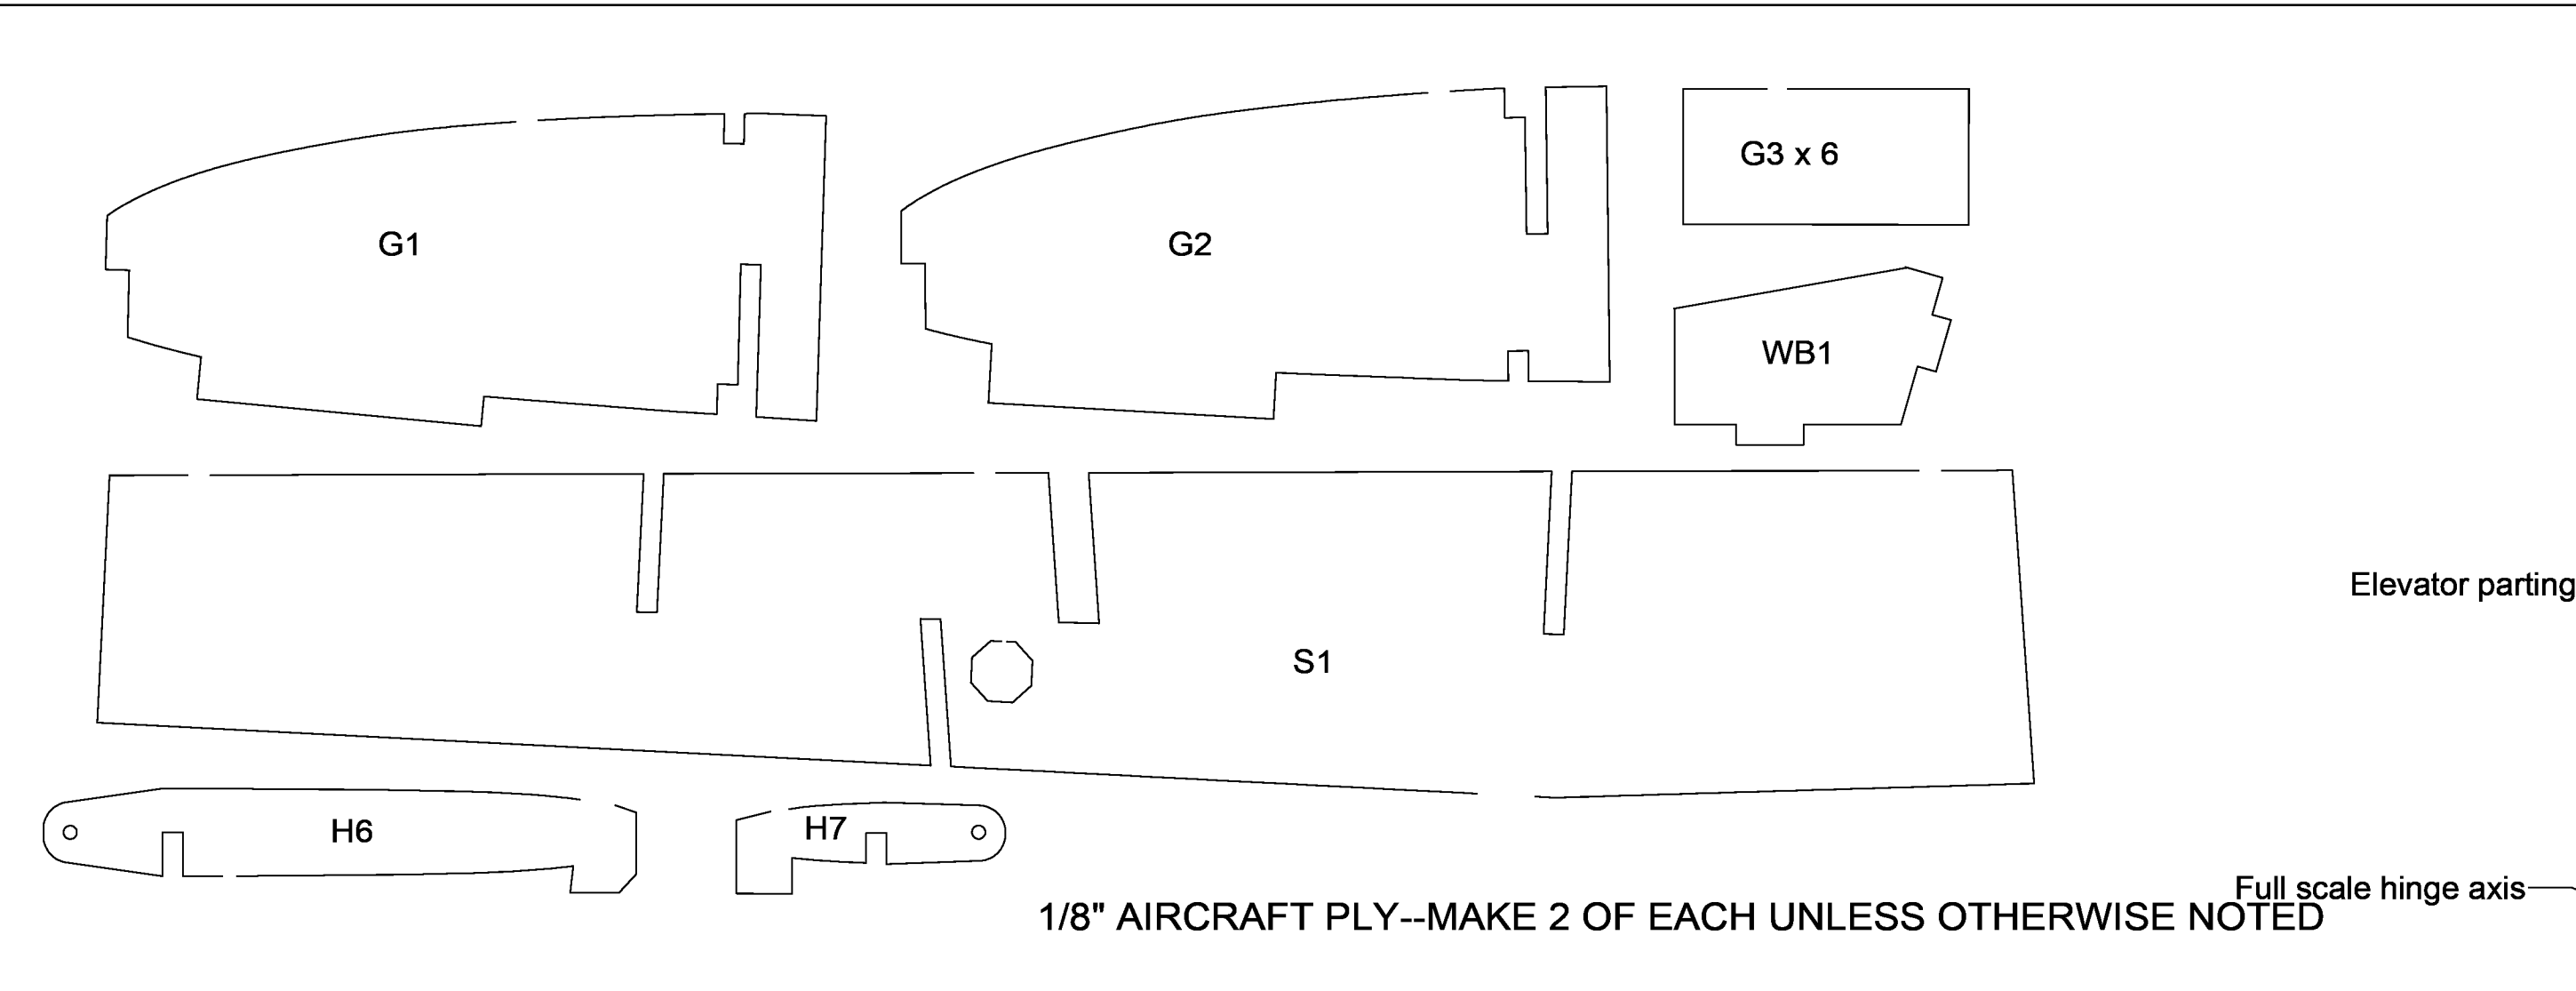 G1
G2
G3 x 6
WB1
Elevator parting
S1
H6
H7
Full scale hinge axis
1/8" AIRCRAFT PLY--MAKE 2 OF EACH UNLESS OTHERWISE NOTED